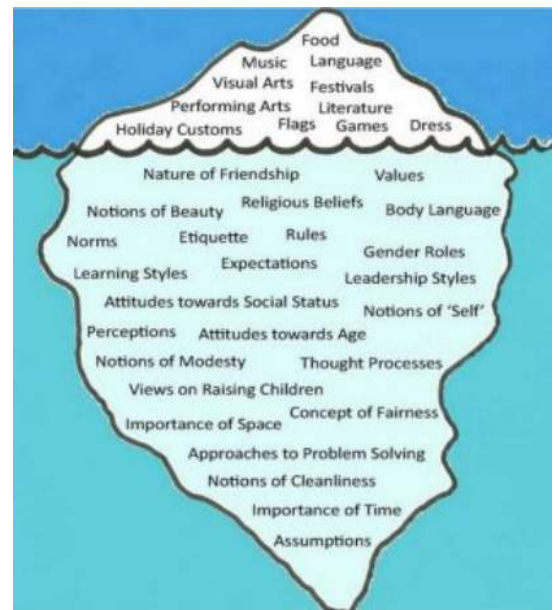 Food
Music Language
Visual Arts Festivals
Performing Arts Literature
Holiday Customs Flags Games Dress
Nature of Friendship Values
Notions of Beauty Religious Beliefs Body Language
Norms Etiquette Rules
Expectations Gender Roles
Learning Styles Leadership Styles
Attitudes towards Social Status Notions of 'Self'
Perceptions Attitudes towards Age
Notions of Modesty Thought Processes
Views on Raising Children
Importance of Space Concept of Fairness
Approaches to Problem Solving
Notions of Cleanliness
Importance of Time
Assumptions